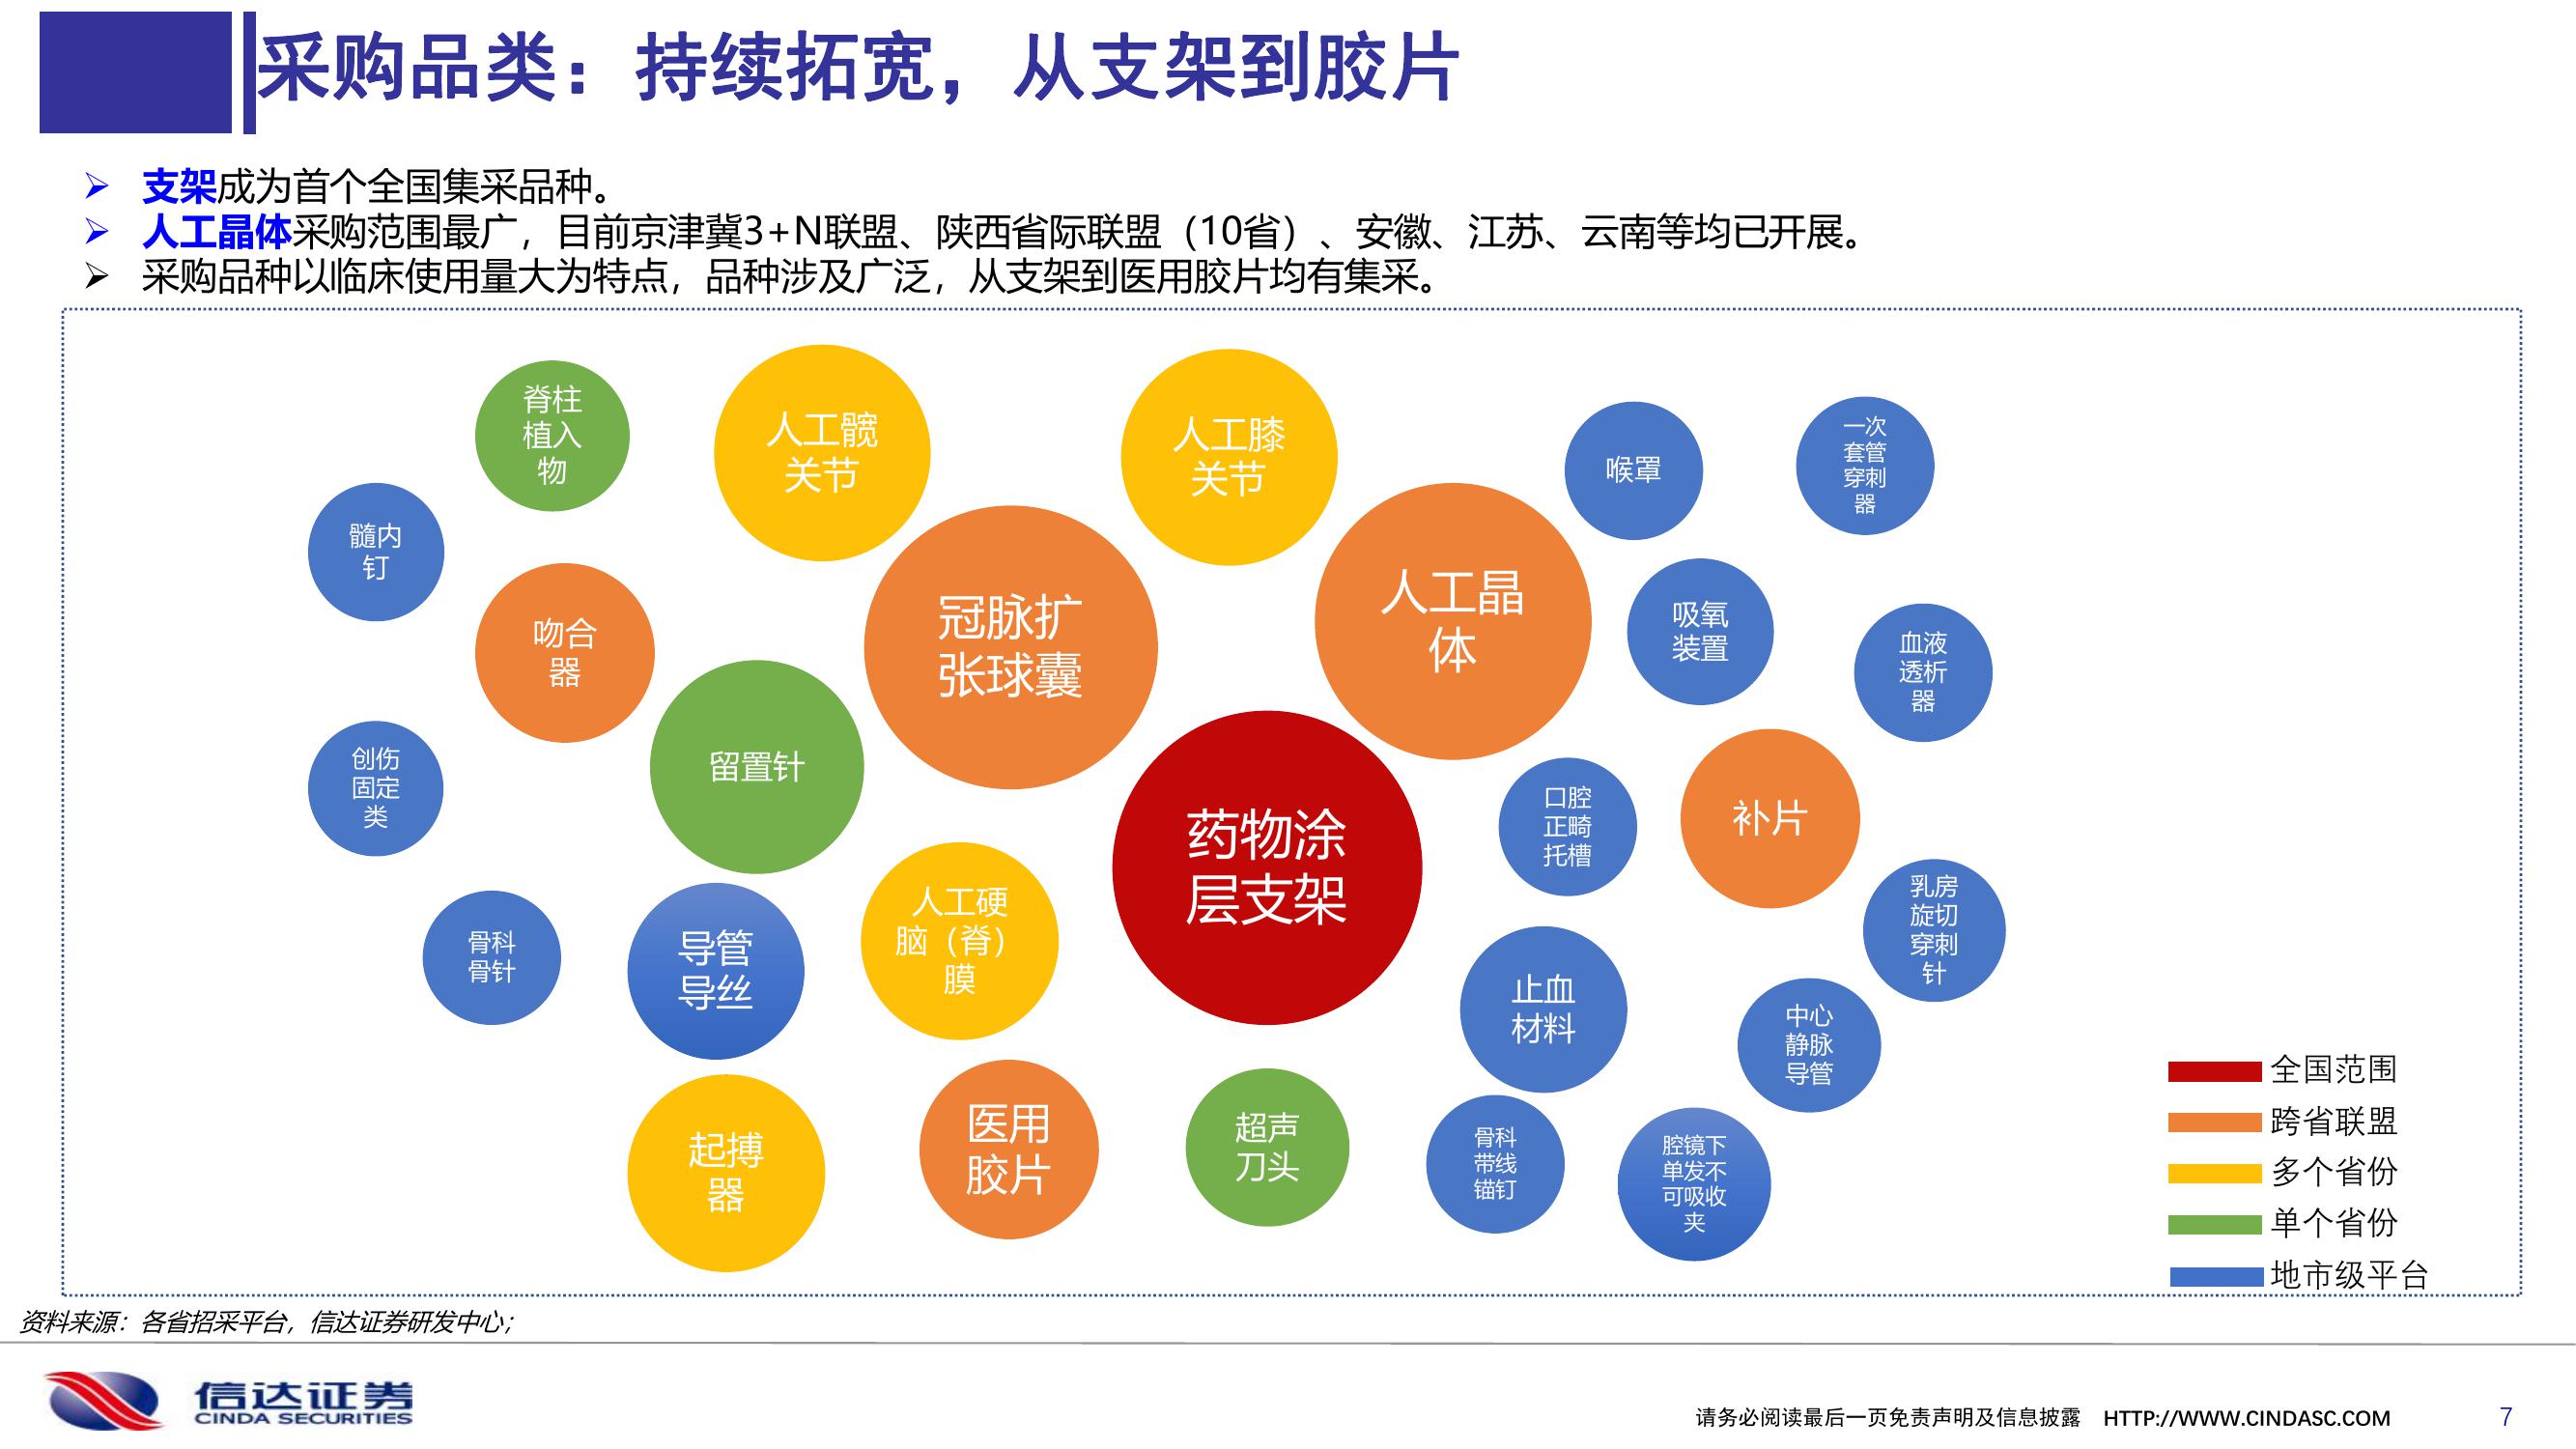 采购品类：持续拓宽，从支架到胶片
支架成为首个全国集采品种。
人工晶体采购范围最广，目前京津冀3+N联盟、陕西省际联盟（10省）、安徽、江苏、云南等均已开展。
采购品种以临床使用量大为特点，品种涉及广泛，从支架到医用胶片均有集采。
脊柱
植入
物
人工髋
关节
人工膝
关节
喉罩
一次
套管
穿刺
器
髓内
钉
吻合
器
冠脉扩
张球囊
人工晶
体
吸氧
装置
血液
透析
器
创伤
固定
类
留置针
药物涂
层支架
口腔
正畸
托槽
补片
乳房
旋切
穿刺
针
骨科
骨针
导管
导丝
人工硬
脑（脊）
膜
止血
材料
中心
静脉
导管
起搏
器
医用
胶片
超声
刀头
骨科
带线
锚钉
腔镜下
单发不
可吸收
夹
全国范围
跨省联盟
多个省份
单个省份
地市级平台
资料来源：各省招采平台，信达证券研发中心；
信达证券
CINDA SECURITIES
请务必阅读最后一页免责声明及信息披露 HTTP://WWW.CINDASC.COM 7